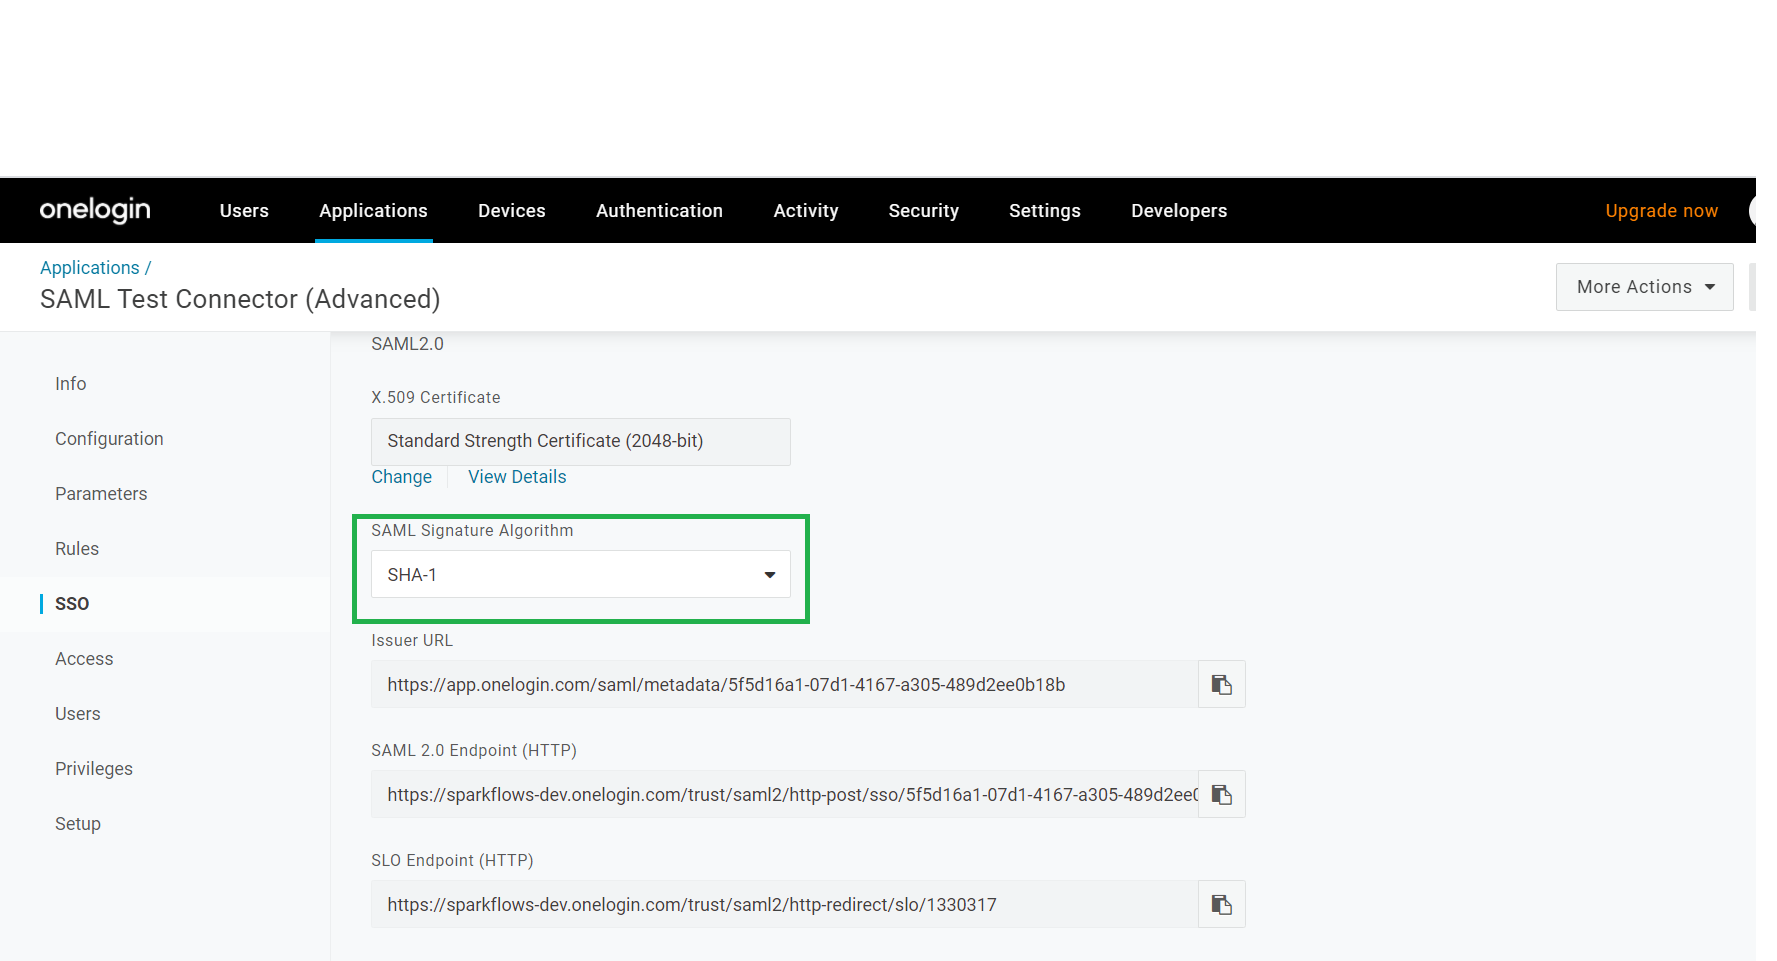 onelogin Users Applications Devices Authentication Activity Security Settings Developers Upgrade now
Applications /
SAML Test Connector (Advanced)
More Actions
Info
Configuration
Parameters
Rules
SSO
Access
Users
Privileges
Setup
SAML2.0
X.509 Certificate
Standard Strength Certificate (2048-bit)
Change View Details
SAML Signature Algorithm
SHA-1
Issuer URL
https://app.onelogin.com/saml/metadata/5f5d16a1-07d1-4167-a305-489d2ee0b18b
SAML 2.0 Endpoint (HTTP)
https://sparkflows-dev.onelogin.com/trust/saml2/http-post/sso/5f5d16a1-07d1-4167-a305-489d2ee0
SLO Endpoint (HTTP)
https://sparkflows-dev.onelogin.com/trust/saml2/http-redirect/slo/1330317